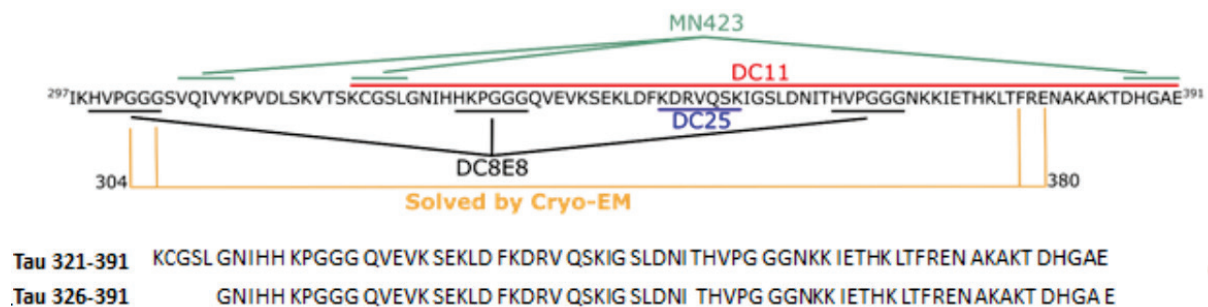 MN423
DC11
297IKHVPGGGSVQIVYKPVDLSKVTSKCGSLGNIHHKPGGGQVEVKSEKLDFKDRVQSKIGSLDNITHVPGGGNKKIETHKLTFRENAKAKTDHGAE391
DC25
DC8E8
304
380
Solved by Cryo-EM
Tau 321-391 KCGSL GNIHH KPGGG QVEVK SEKLD FKDRV QSKIG SLDNI THVPG GGNKK IETHK LTFREN AKAKT DHGAE
Tau 326-391 GNIHH KPGGG QVEVK SEKLD FKDRV QSKIG SLDNI THVPG GGNKK IETHK LTFREN AKAKT DHGA E